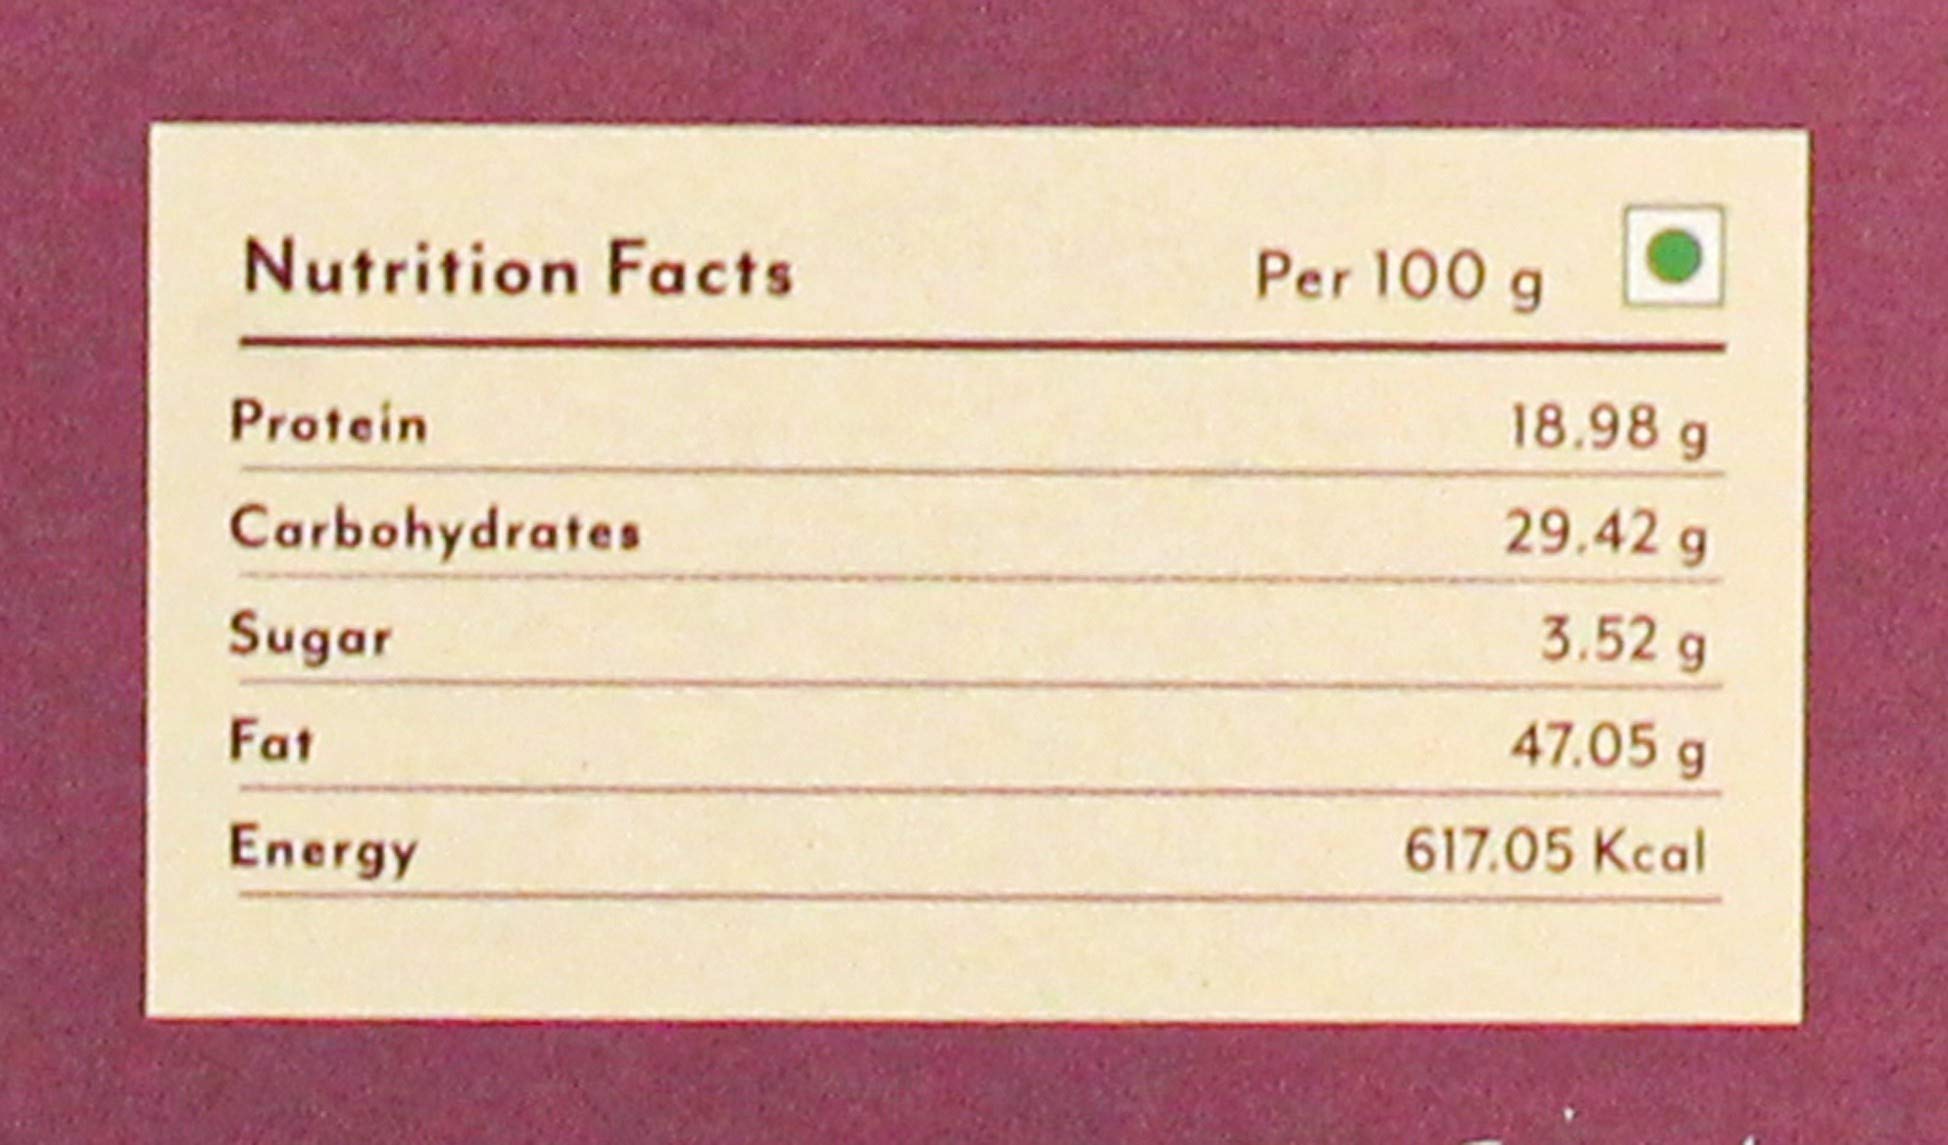 Nutrition Facts Per 100 g
Protein 18.98 g
Carbohydrates 29.42 g
Sugar 3.52 g
Fat 47.05 g
Energy 617.05 Kcal